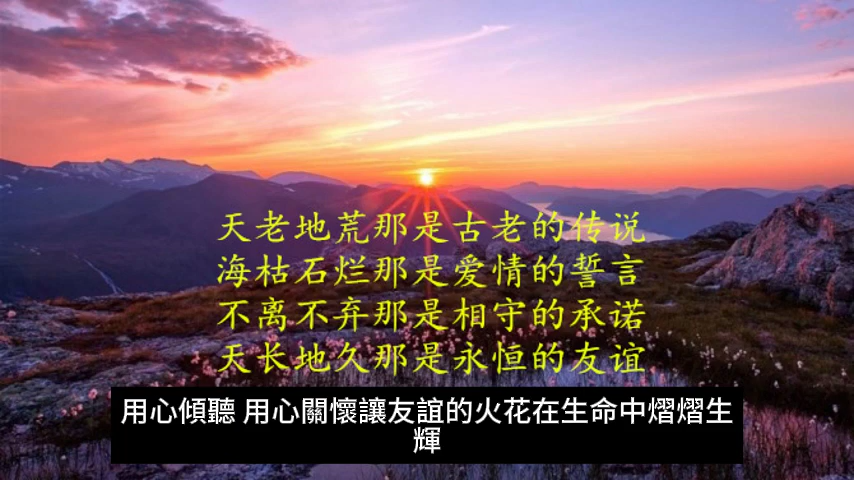 天老地荒那是古老的传说
海枯石烂那是爱情的誓言
不离不弃那是相守的承诺
天长地久那是永恒的友谊
用心傾聽 用心關懷讓友誼的火花在生命中熠熠生
輝